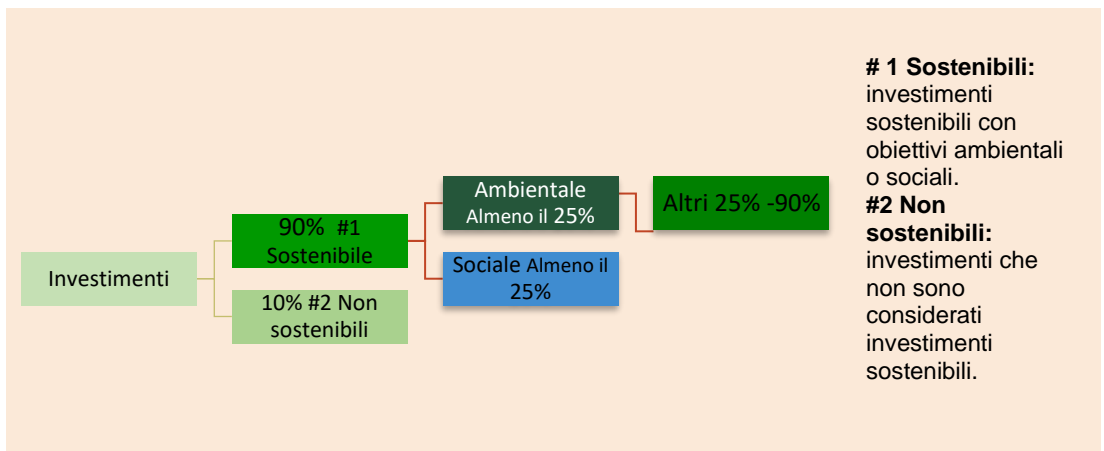 Investimenti
90% #1
Sostenibile
10% #2 Non
sostenibili
Ambientale
Almeno il 25%
Sociale Almeno il
25%
Altri 25% -90%
# 1 Sostenibili:
investimenti
sostenibili con
obiettivi ambientali
o sociali.
#2 Non
sostenibili:
investimenti che
non sono
considerati
investimenti
sostenibili.